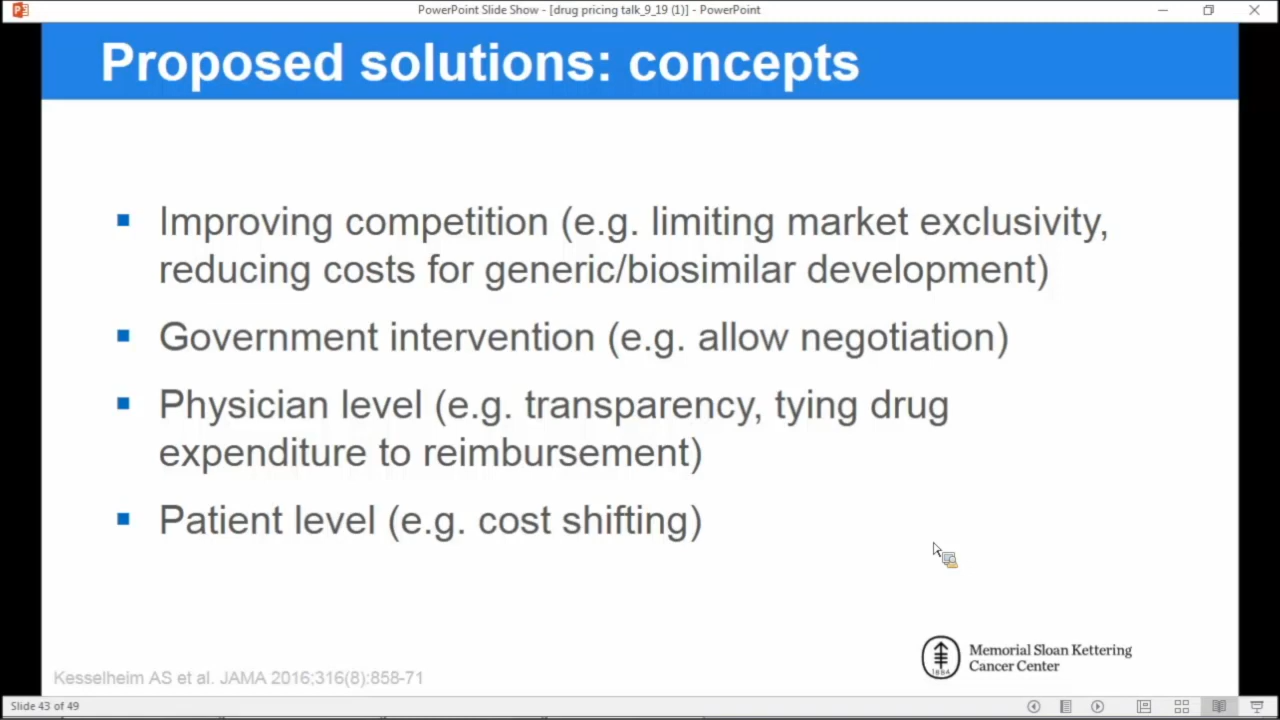 PowerPoint Slide Show - [drug pricing talk_9_19 (1)] - PowerPoint
Proposed solutions: concepts
Improving competition (e.g. limiting market exclusivity,
reducing costs for generic/biosimilar development)
Government intervention (e.g. allow negotiation)
Physician level (e.g. transparency, tying drug
expenditure to reimbursement)
Patient level (e.g. cost shifting)
1884
Memorial Sloan Kettering
Cancer Center
Kesselheim AS et al. JAMA 2016;316(8):858-71
Slide 43 of 49